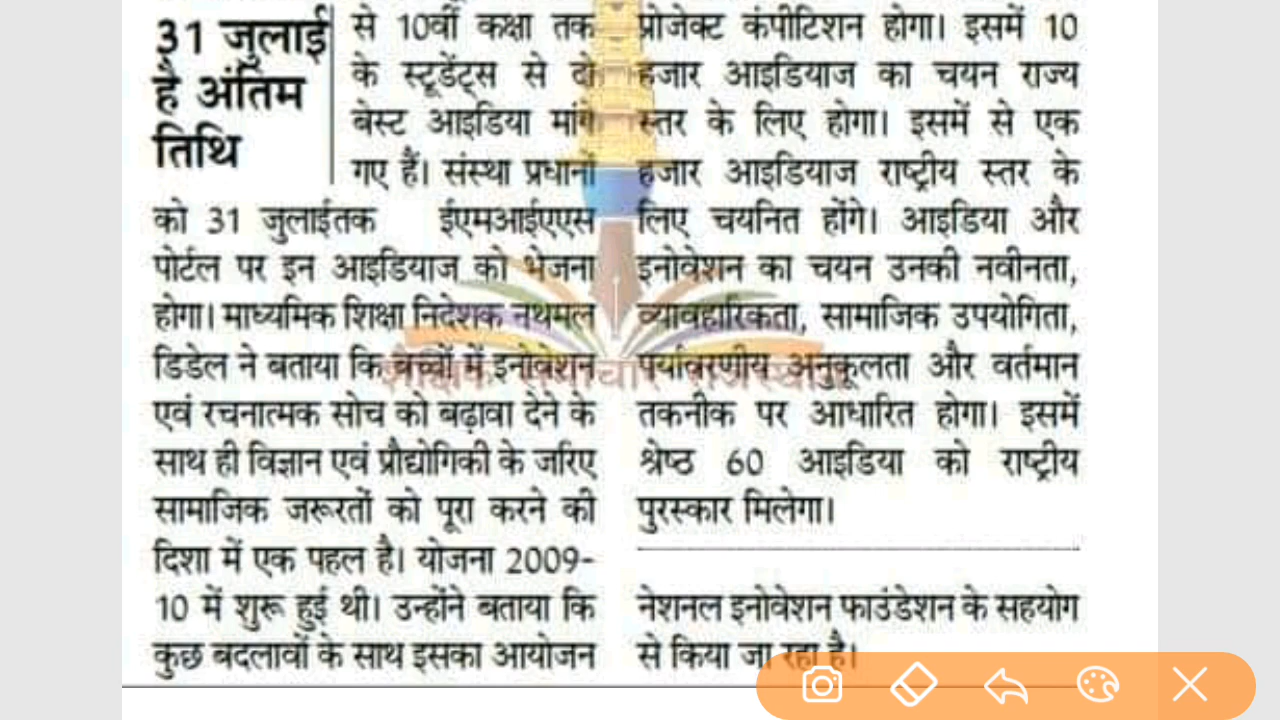 31 जुलाई
है अंतिम
तिथि
से 10वीं कक्षा तक
के स्टूडेंट्स से दो
बेस्ट आइडिया मांगे
गए हैं। संस्था प्रधानों
को 31 जुलाईतक ईएमआईएएस
पोर्टल पर इन आइडियाज को भेजना
होगा। माध्यमिक शिक्षा निदेशक नथमल
डिडेल ने बताया कि बच्चों में इनोवेशन
एवं रचनात्मक सोच को बढ़ावा देने के
साथ ही विज्ञान एवं प्रौद्योगिकी के जरिए
सामाजिक जरूरतों को पूरा करने की
दिशा में एक पहल है। योजना 2009-
10 में शुरू हुई थी। उन्होंने बताया कि
कुछ बदलावों के साथ इसका आयोजन
प्रोजेक्ट कंपीटिशन होगा। इसमें 10
हजार आइडियाज का चयन राज्य
स्तर के लिए होगा। इसमें से एक
हजार आइडियाज राष्ट्रीय स्तर के
लिए चयनित होंगे। आइडिया और
इनोवेशन का चयन उनकी नवीनता,
व्यावहारिकता, सामाजिक उपयोगिता,
पर्यावरणीय अनुकूलता और वर्तमान
तकनीक पर आधारित होगा। इसमें
श्रेष्ठ 60 आइडिया को राष्ट्रीय
पुरस्कार मिलेगा।
नेशनल इनोवेशन फाउंडेशन के सहयोग
से किया जा रहा है।
शैक्षिक समाचार राजस्थान